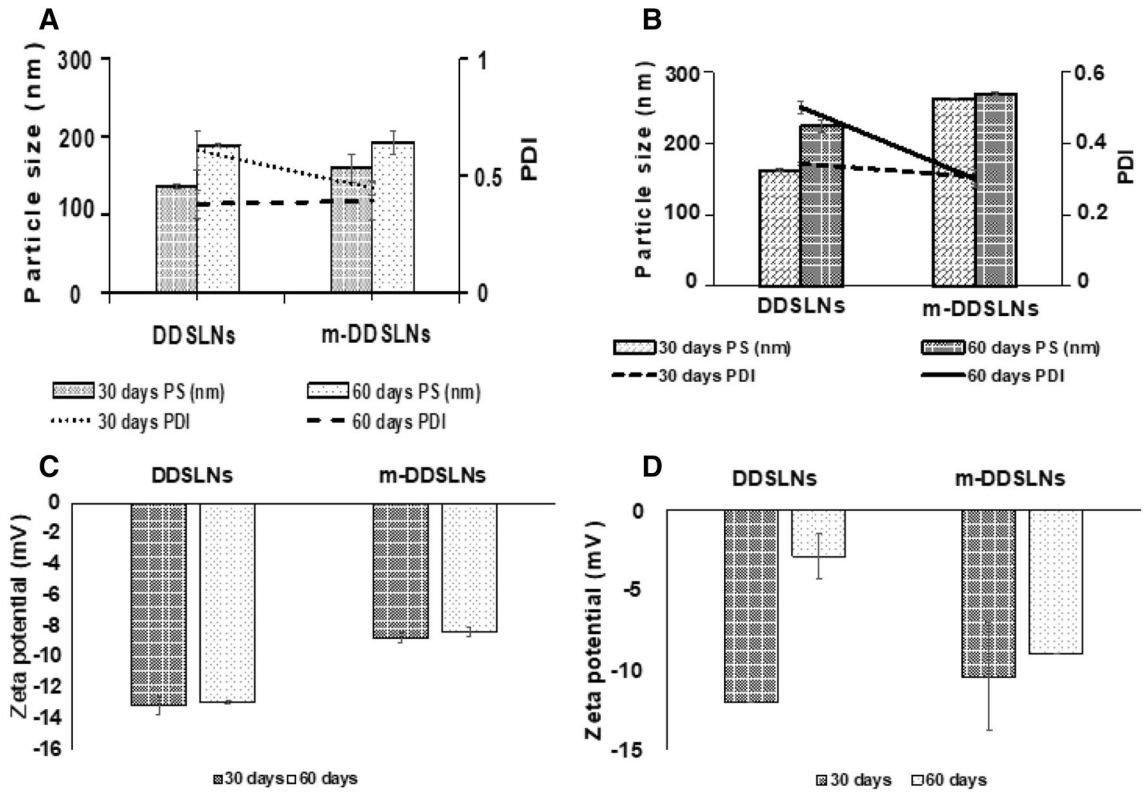 A
Particle size (nm)
300
200
100
0
1
0.5
0
PDI
DDSLNs m-DDSLNs
30 days PS (nm) 60 days PS (nm)
30 days PDI 60 days PDI
B
Particle size (nm)
300
200
100
0
0.6
0.4
0.2
0
PDI
DDSLNs m-DDSLNs
30 days PS (nm) 60 days PS (nm)
30 days PDI 60 days PDI
C
DDSLNs m-DDSLNs
Zeta potential (mV)
0
-2
-4
-6
-8
-10
-12
-14
-16
30 days 60 days
D
DDSLNs m-DDSLNs
Zeta potential (mV)
0
-5
-10
-15
30 days 60 days